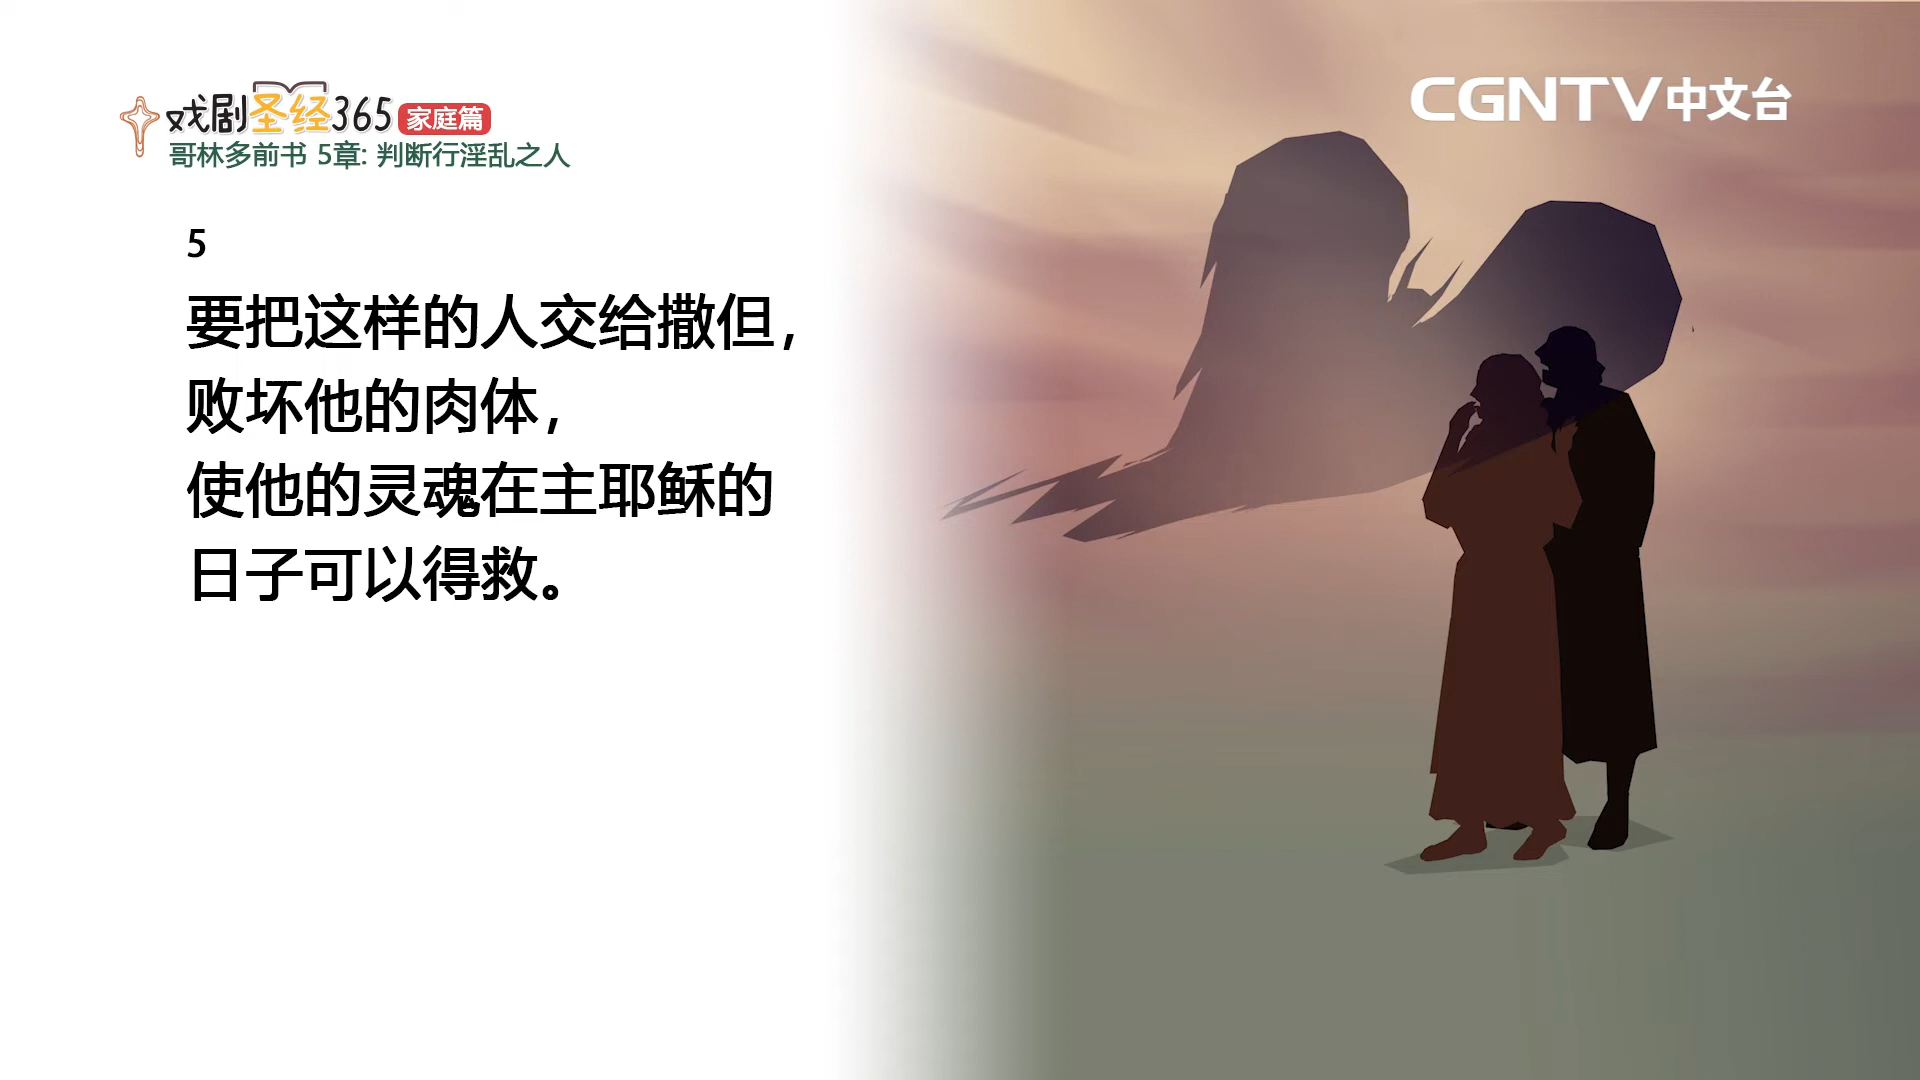 戏剧圣经365 家庭篇
CGNTV中文台
哥林多前书 5章: 判断行淫乱之人
5
要把这样的人交给撒但，
败坏他的肉体，
使他的灵魂在主耶稣的
日子可以得救。